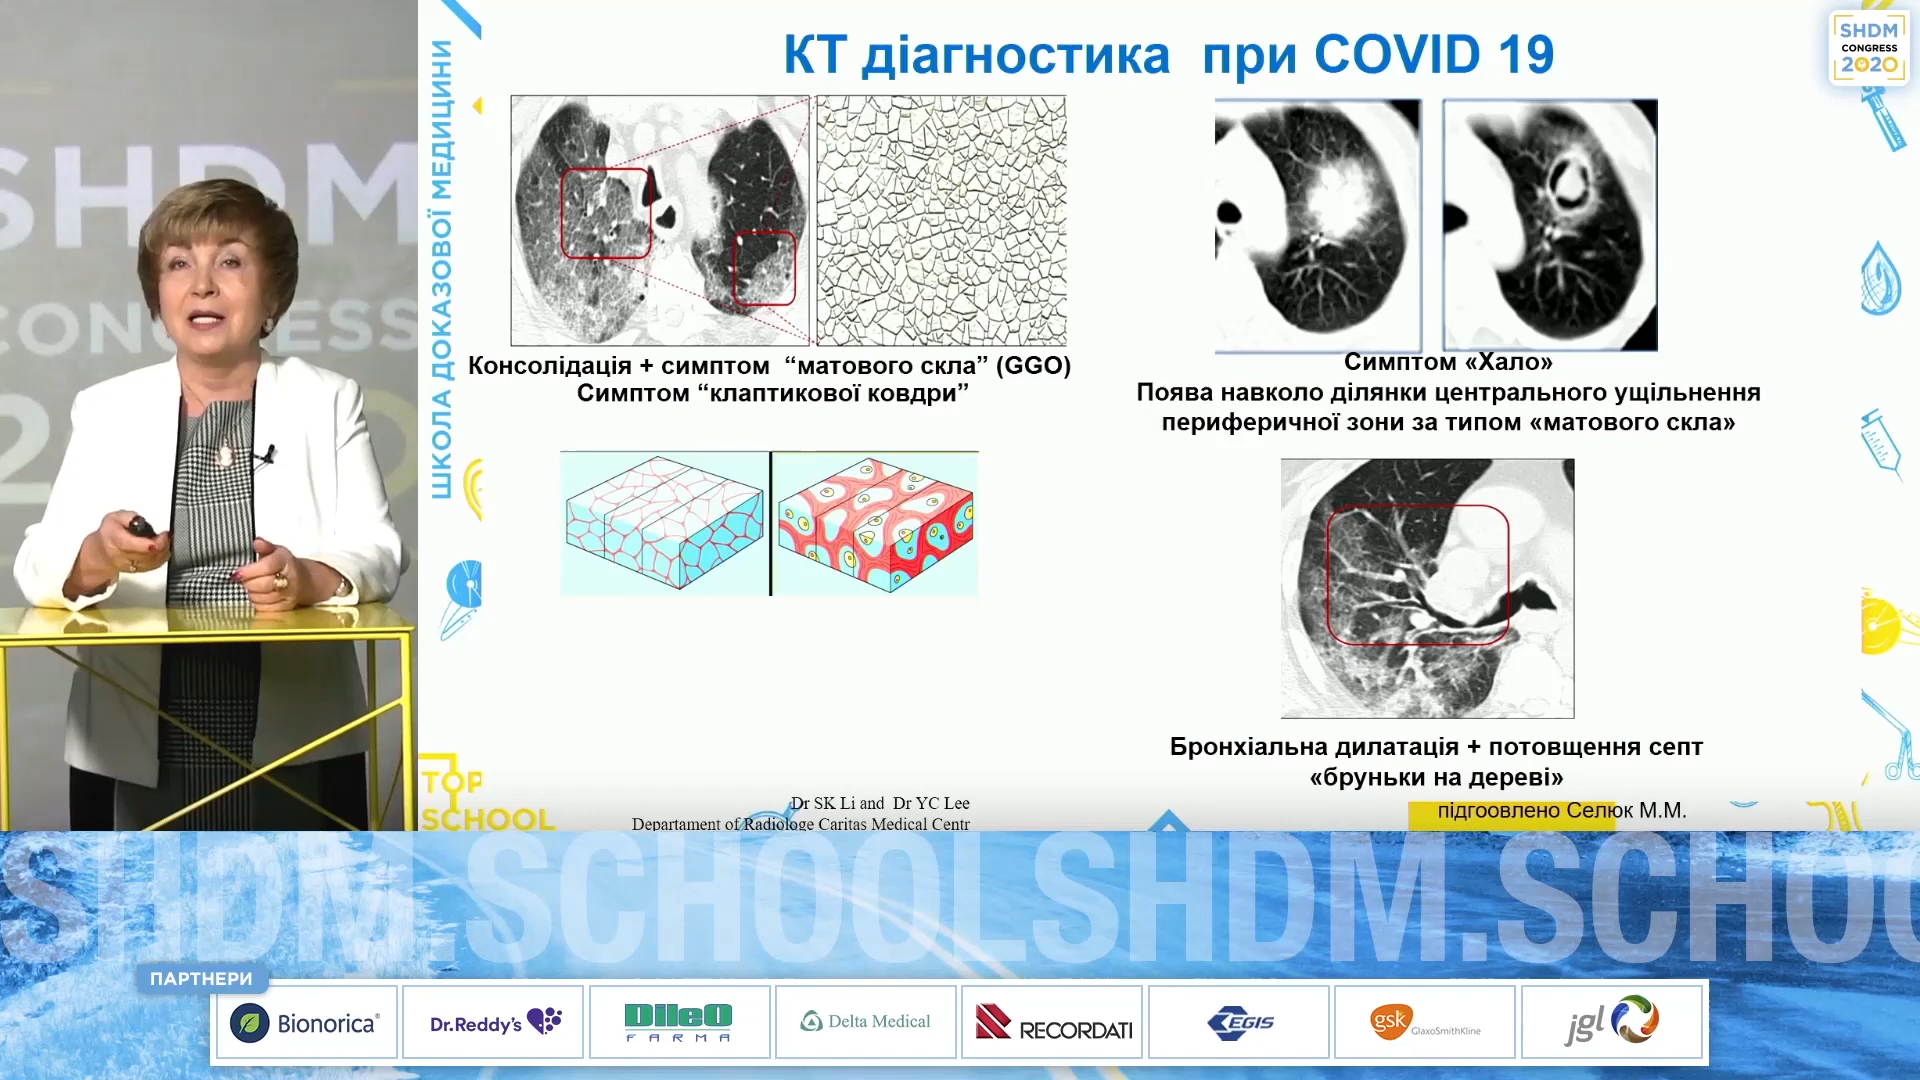 КТ діагностика при COVID 19
SHDM
CONGRESS
2020
ШКОЛА ДОКАЗОВОЇ МЕДИЦИНИ
SHDM
CONGRESS
Консолідація + симптом “матового скла” (GGO)
Симптом “клаптикової ковдри”
Симптом «Хало»
Поява навколо ділянки центрального ущільнення
периферичної зони за типом «матового скла»
Бронхіальна дилатація + потовщення септ
«бруньки на дереві»
підгоовлено Селюк М.М.
Dr SK Li and Dr YC Lee
Departament of Radiologe Caritas Medical Centr
TOP
SCHOOL
SHDM.SCHOOLSHDM.SCHOO
ПАРТНЕРИ
Bionorica®
Dr.Reddy's
DileO
FARMA
Delta Medical
RECORDATI
EGIS
gsk
GlaxoSmithKline
jgl